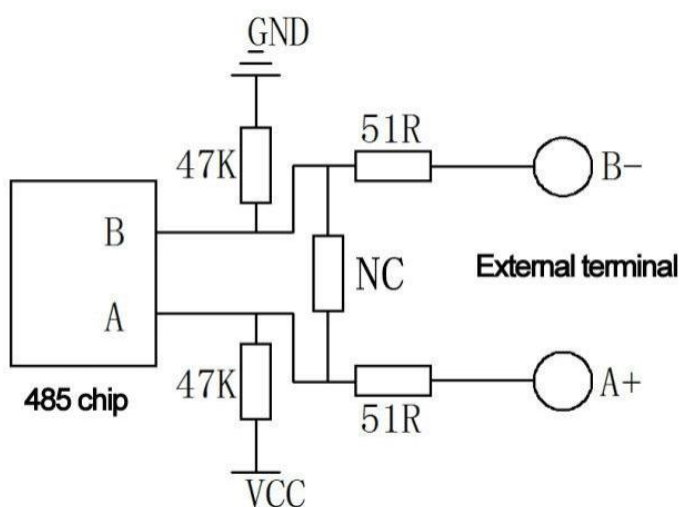 GND
51R
47K
B-
B
NC
External terminal
A
47K
A+
485 chip
51R
VCC